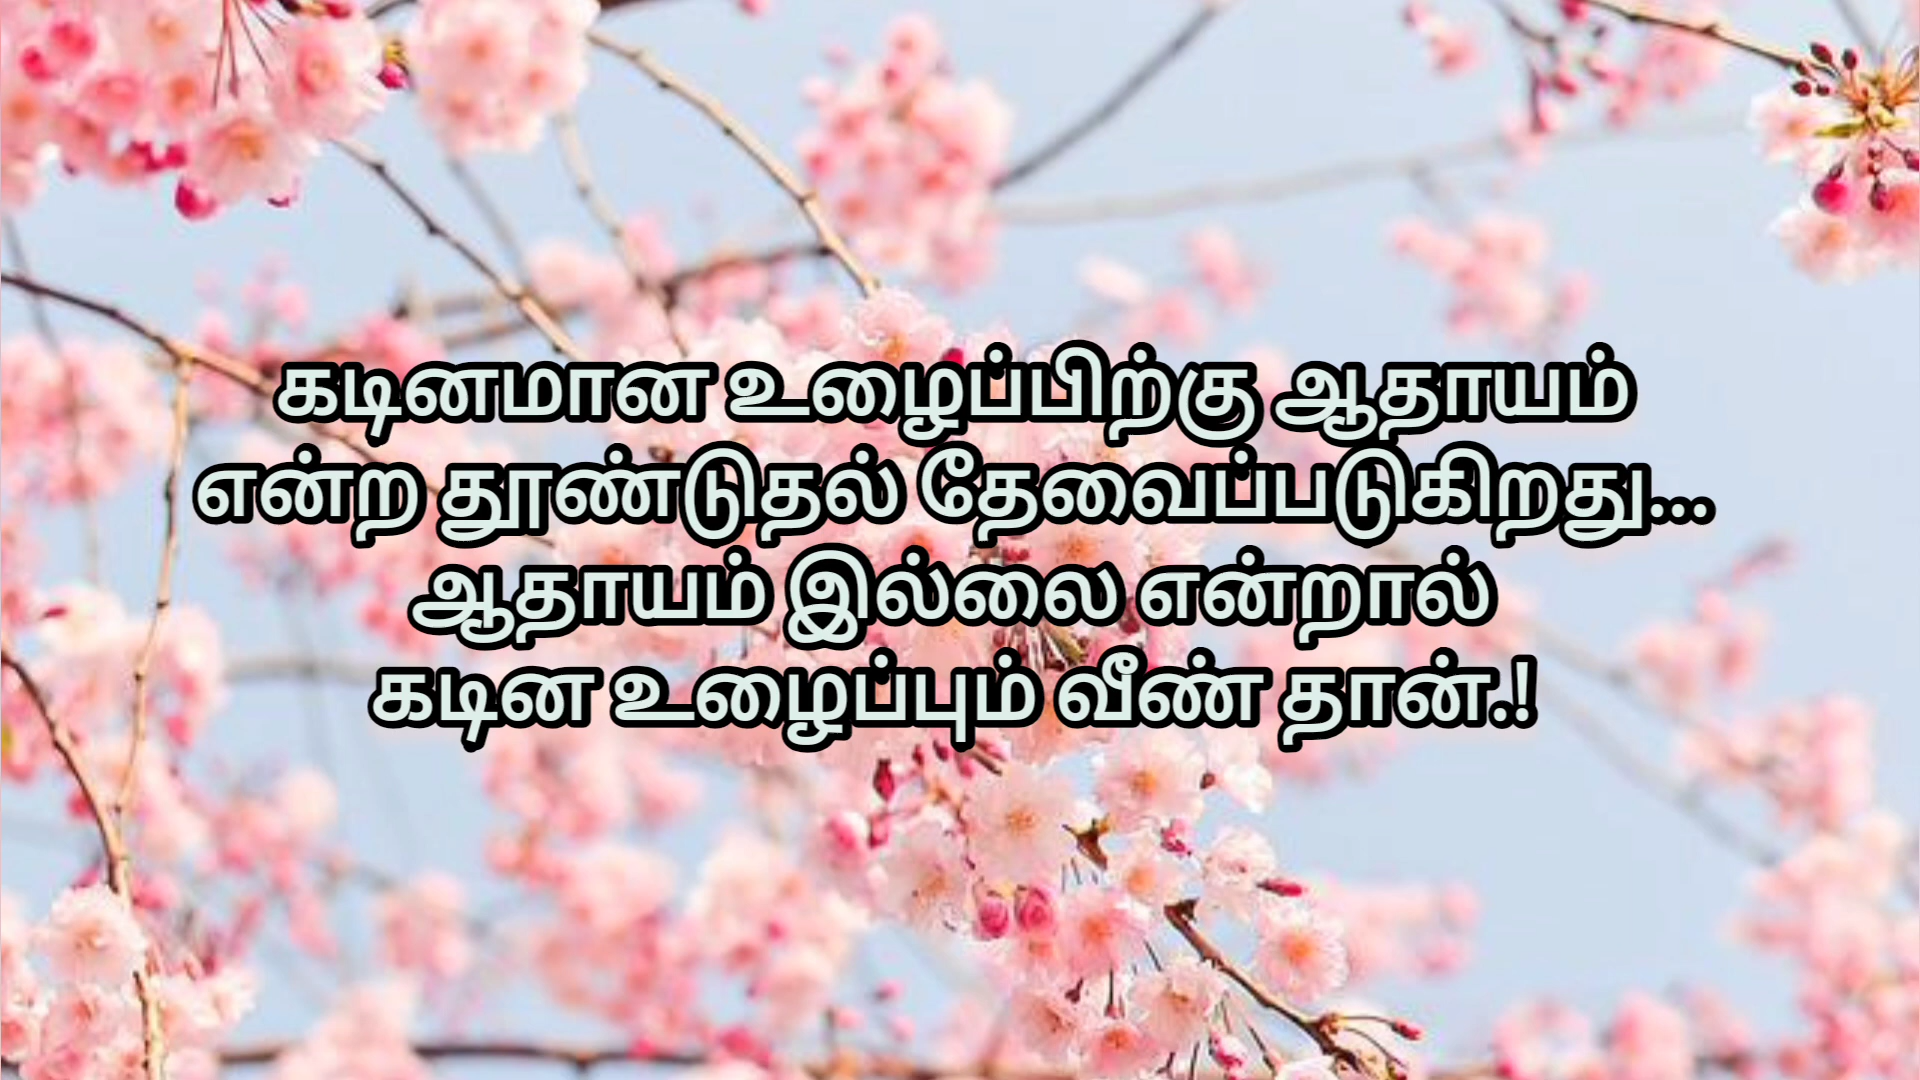 கடினமான உழைப்பிற்கு ஆதாயம்
என்ற தூண்டுதல் தேவைப்படுகிறது...
ஆதாயம் இல்லை என்றால்
கடின உழைப்பும் வீண் தான்.!